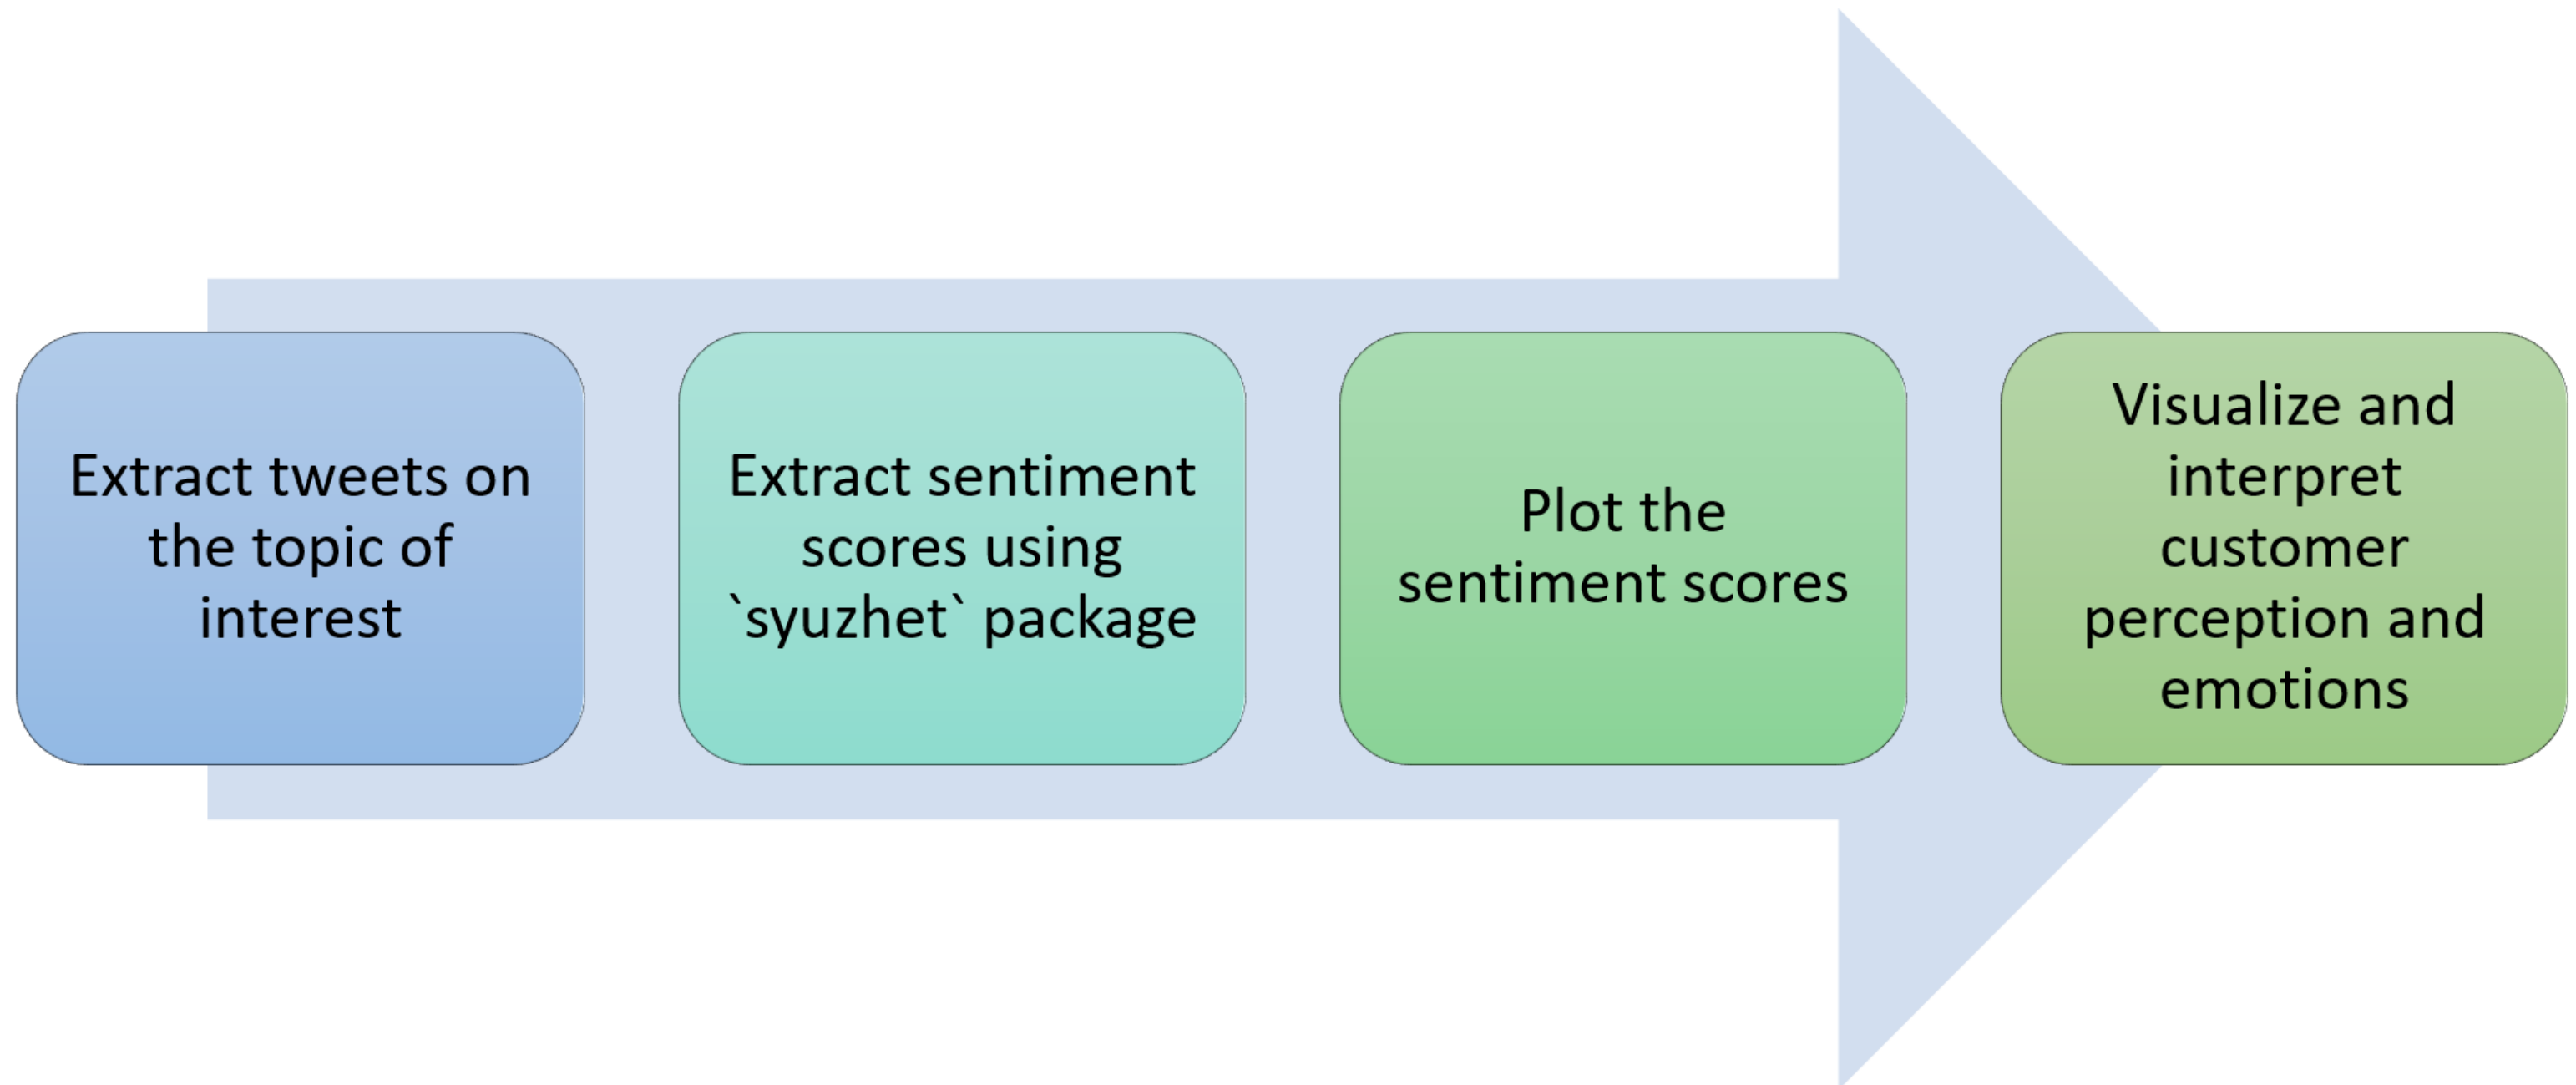 Extract tweets on
the topic of
interest
Extract sentiment
scores using
`syuzhet` package
Plot the
sentiment scores
Visualize and
interpret
customer
perception and
emotions